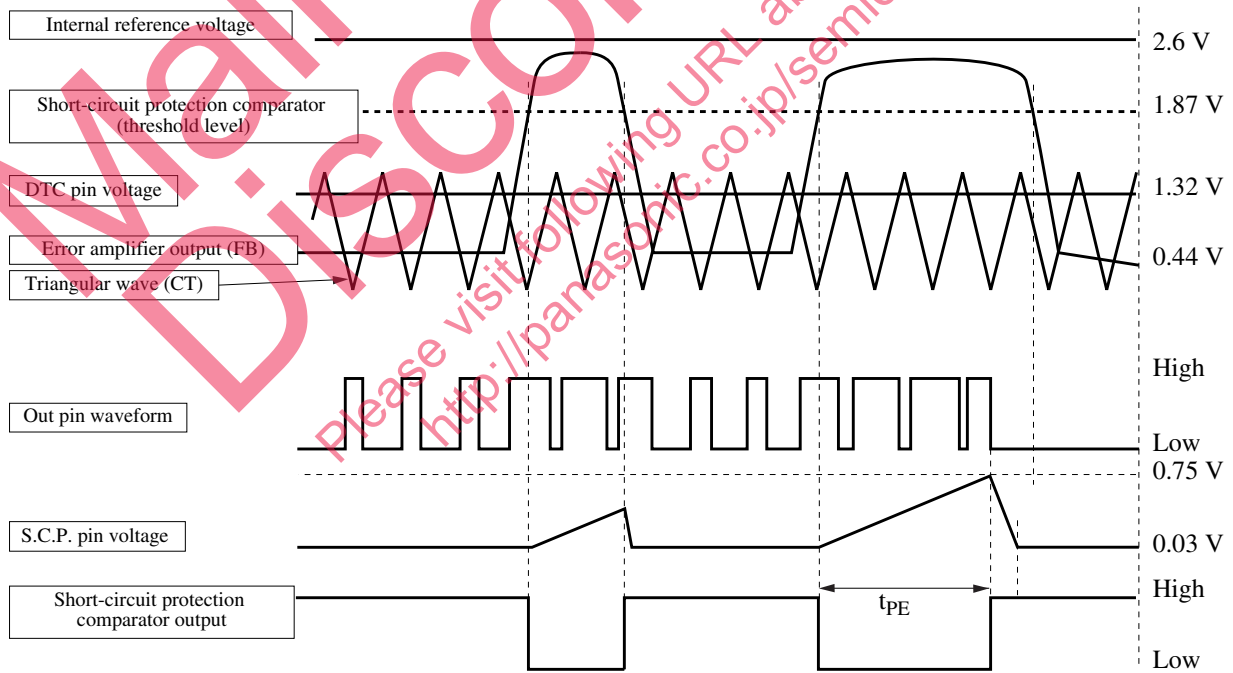 Internal reference voltage
2.6 V
Short-circuit protection comparator
(threshold level)
1.87 V
DTC pin voltage
1.32 V
Error amplifier output (FB)
0.44 V
Triangular wave (CT)
High
Out pin waveform
Low
0.75 V
S.C.P. pin voltage
0.03 V
High
Short-circuit protection
comparator output
tPE
Low
Please visit following URL
http://panasonic.co.jp/semic